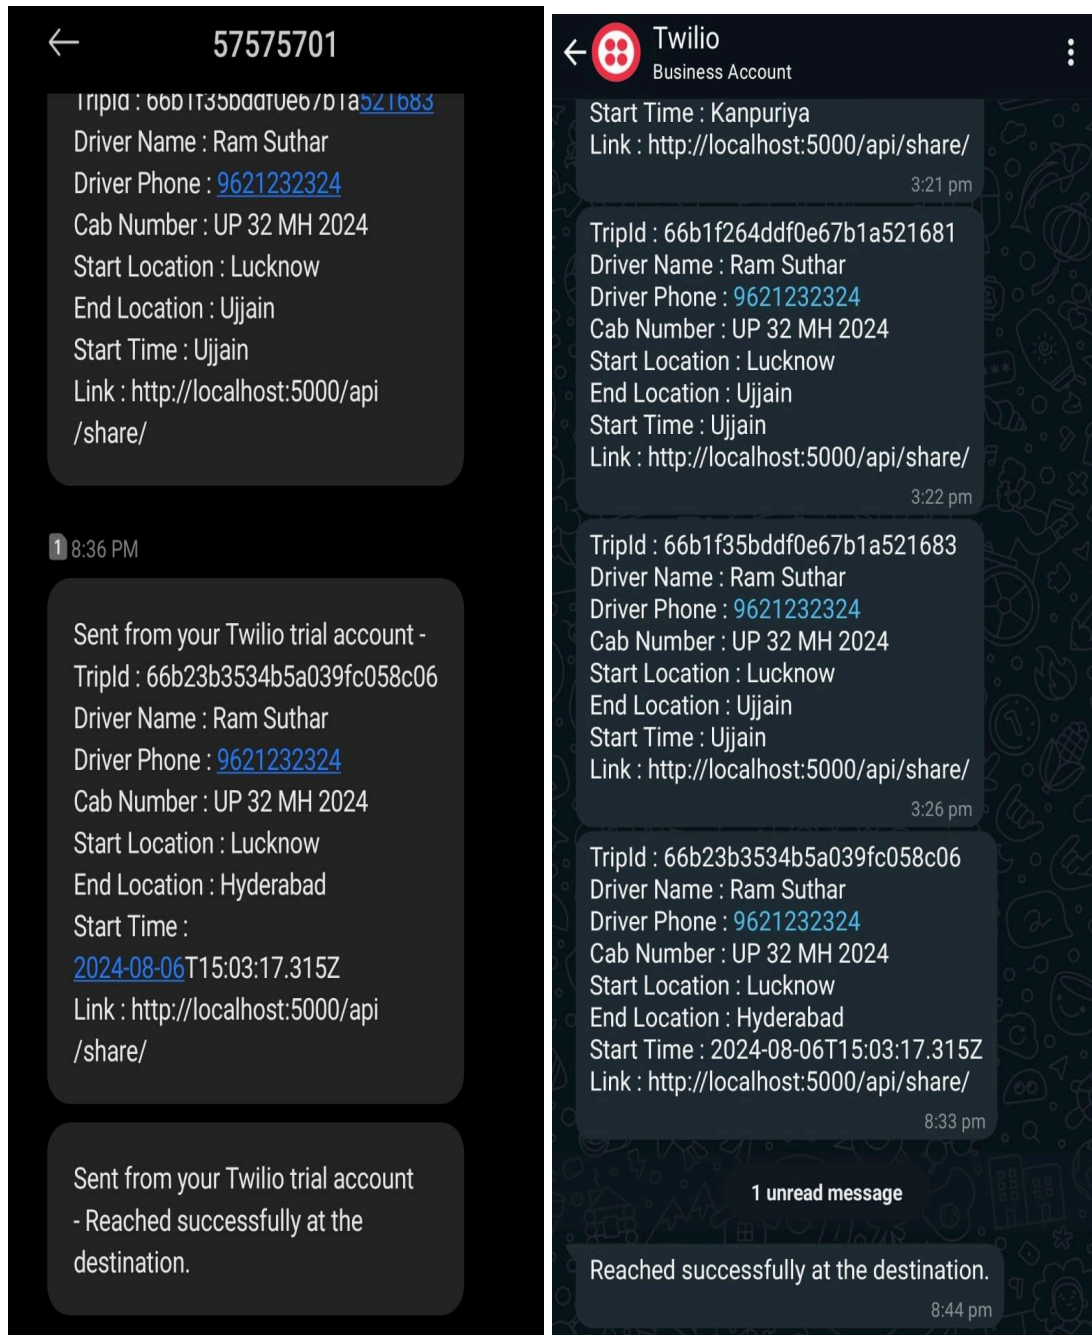 57575701
TripId : 66b1f35bddf0e67b1a521683
Driver Name : Ram Suthar
Driver Phone : 9621232324
Cab Number : UP 32 MH 2024
Start Location : Lucknow
End Location : Ujjain
Start Time : Ujjain
Link : http://localhost:5000/api
/share/
1 8:36 PM
Sent from your Twilio trial account -
TripId : 66b23b3534b5a039fc058c06
Driver Name : Ram Suthar
Driver Phone : 9621232324
Cab Number : UP 32 MH 2024
Start Location : Lucknow
End Location : Hyderabad
Start Time :
2024-08-06T15:03:17.315Z
Link : http://localhost:5000/api
/share/
Sent from your Twilio trial account
- Reached successfully at the
destination.
Twilio
Business Account
Start Time : Kanpuriya
Link : http://localhost:5000/api/share/
3:21 pm
TripId : 66b1f264ddf0e67b1a521681
Driver Name : Ram Suthar
Driver Phone : 9621232324
Cab Number : UP 32 MH 2024
Start Location : Lucknow
End Location : Ujjain
Start Time : Ujjain
Link : http://localhost:5000/api/share/
3:22 pm
TripId : 66b1f35bddf0e67b1a521683
Driver Name : Ram Suthar
Driver Phone : 9621232324
Cab Number : UP 32 MH 2024
Start Location : Lucknow
End Location : Ujjain
Start Time : Ujjain
Link : http://localhost:5000/api/share/
3:26 pm
TripId : 66b23b3534b5a039fc058c06
Driver Name : Ram Suthar
Driver Phone : 9621232324
Cab Number : UP 32 MH 2024
Start Location : Lucknow
End Location : Hyderabad
Start Time : 2024-08-06T15:03:17.315Z
Link : http://localhost:5000/api/share/
8:33 pm
1 unread message
Reached successfully at the destination.
8:44 pm